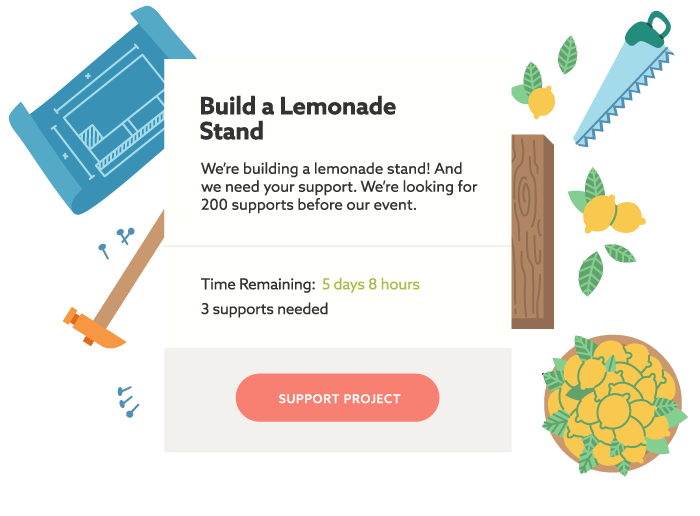 Build a Lemonade
Stand
We're building a lemonade stand! And
we need your support. We're looking for
200 supports before our event.
Time Remaining: 5 days 8 hours
3 supports needed
SUPPORT PROJECT